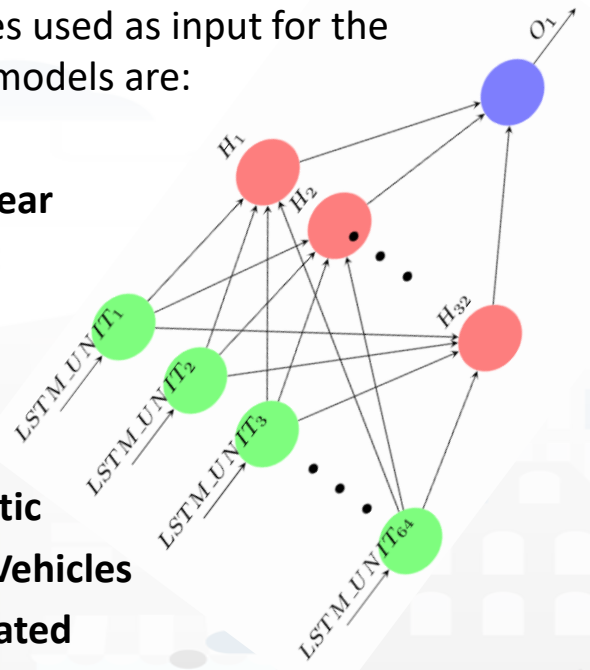 es used as input for the
models are:
ear
tic
Vehicles
ated
O₁
H₁
H₂
H₃₂
LSTM_UNIT₁
LSTM_UNIT₂
LSTM_UNIT₃
LSTM_UNIT₆₄